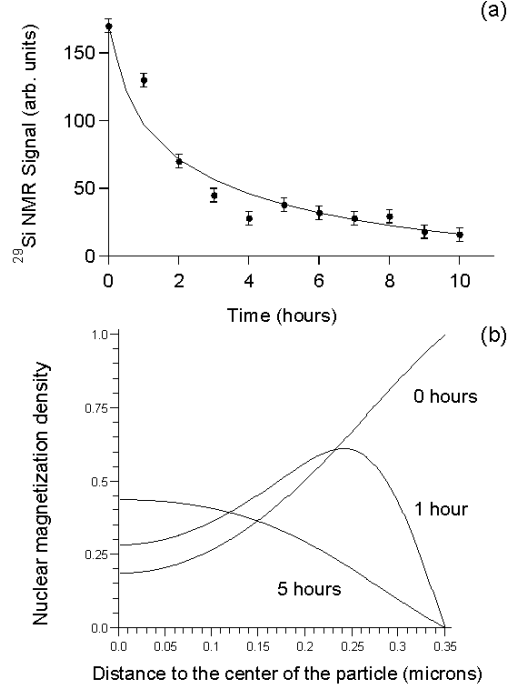 (a)
²⁹Si NMR Signal (arb. units)
150
100
50
0
0 2 4 6 8 10
Time (hours)
(b)
Nuclear magnetization density
1.0
0.75
0.5
0.25
0.0
0 hours
1 hour
5 hours
0.0 0.05 0.1 0.15 0.2 0.25 0.3 0.35
Distance to the center of the particle (microns)